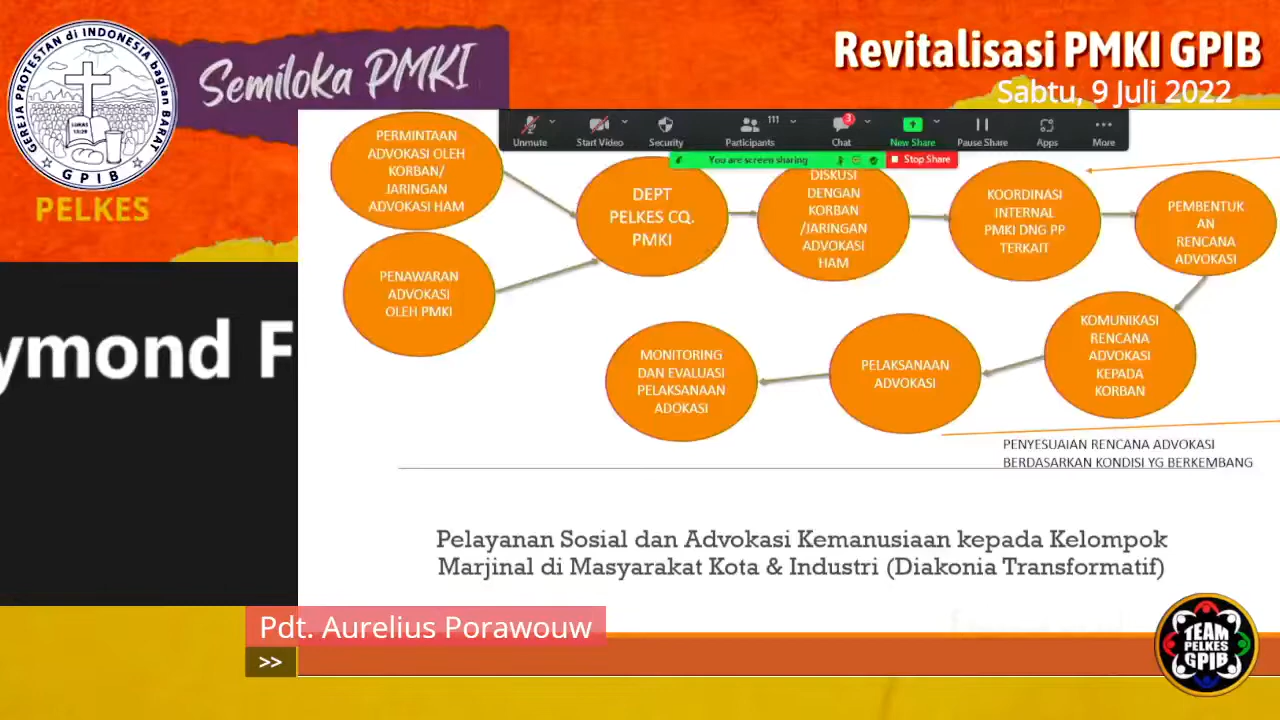 GEREJA PROTESTAN di INDONESIA bagian BARAT
LUKAS
GPIB
PELKES
Semiloka PMKI
Revitalisasi PMKI GPIB
Sabtu, 9 Juli 2022
Unmute
Start Video
Security
111
Participants
3
Chat
New Share
Pause Share
Apps
More
You are screen sharing
Stop Share
PERMINTAAN
ADVOKASI OLEH
KORBAN/
JARINGAN
ADVOKASI HAM
PENAWARAN
ADVOKASI
OLEH PMKI
DEPT
PELKES CQ.
PMKI
DISKUSI
DENGAN
KORBAN
/JARINGAN
ADVOKASI
HAM
KOORDINASI
INTERNAL
PMKI DNG PP
TERKAIT
PEMBENTUK
AN
RENCANA
ADVOKASI
KOMUNIKASI
RENCANA
ADVOKASI
KEPADA
KORBAN
PELAKSANAAN
ADVOKASI
MONITORING
DAN EVALUASI
PELAKSANAAN
ADOKASI
PENYESUAIAN RENCANA ADVOKASI
BERDASARKAN KONDISI YG BERKEMBANG
ymond F
Pelayanan Sosial dan Advokasi Kemanusiaan kepada Kelompok
Marjinal di Masyarakat Kota & Industri (Diakonia Transformatif)
Pdt. Aurelius Porawouw
>>
TEAM
PELKES
GPIB